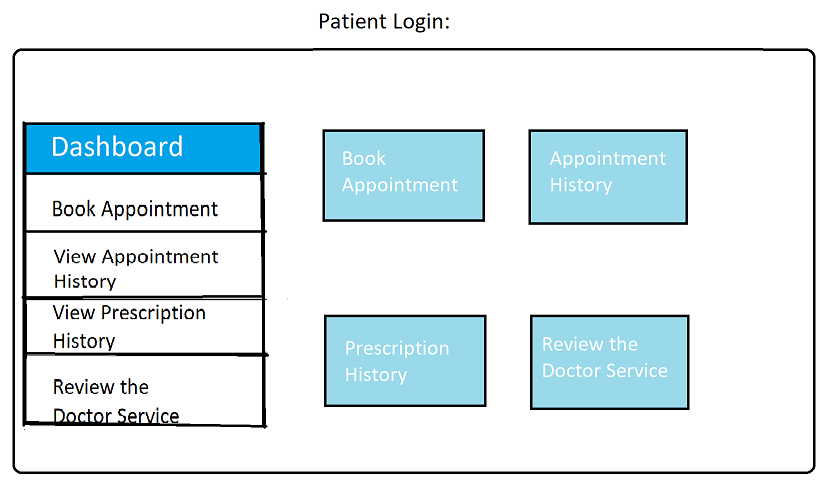 Patient Login:
Dashboard
Book Appointment
View Appointment
History
View Prescription
History
Review the
Doctor Service
Book
Appointment
Appointment
History
Prescription
History
Review the
Doctor Service